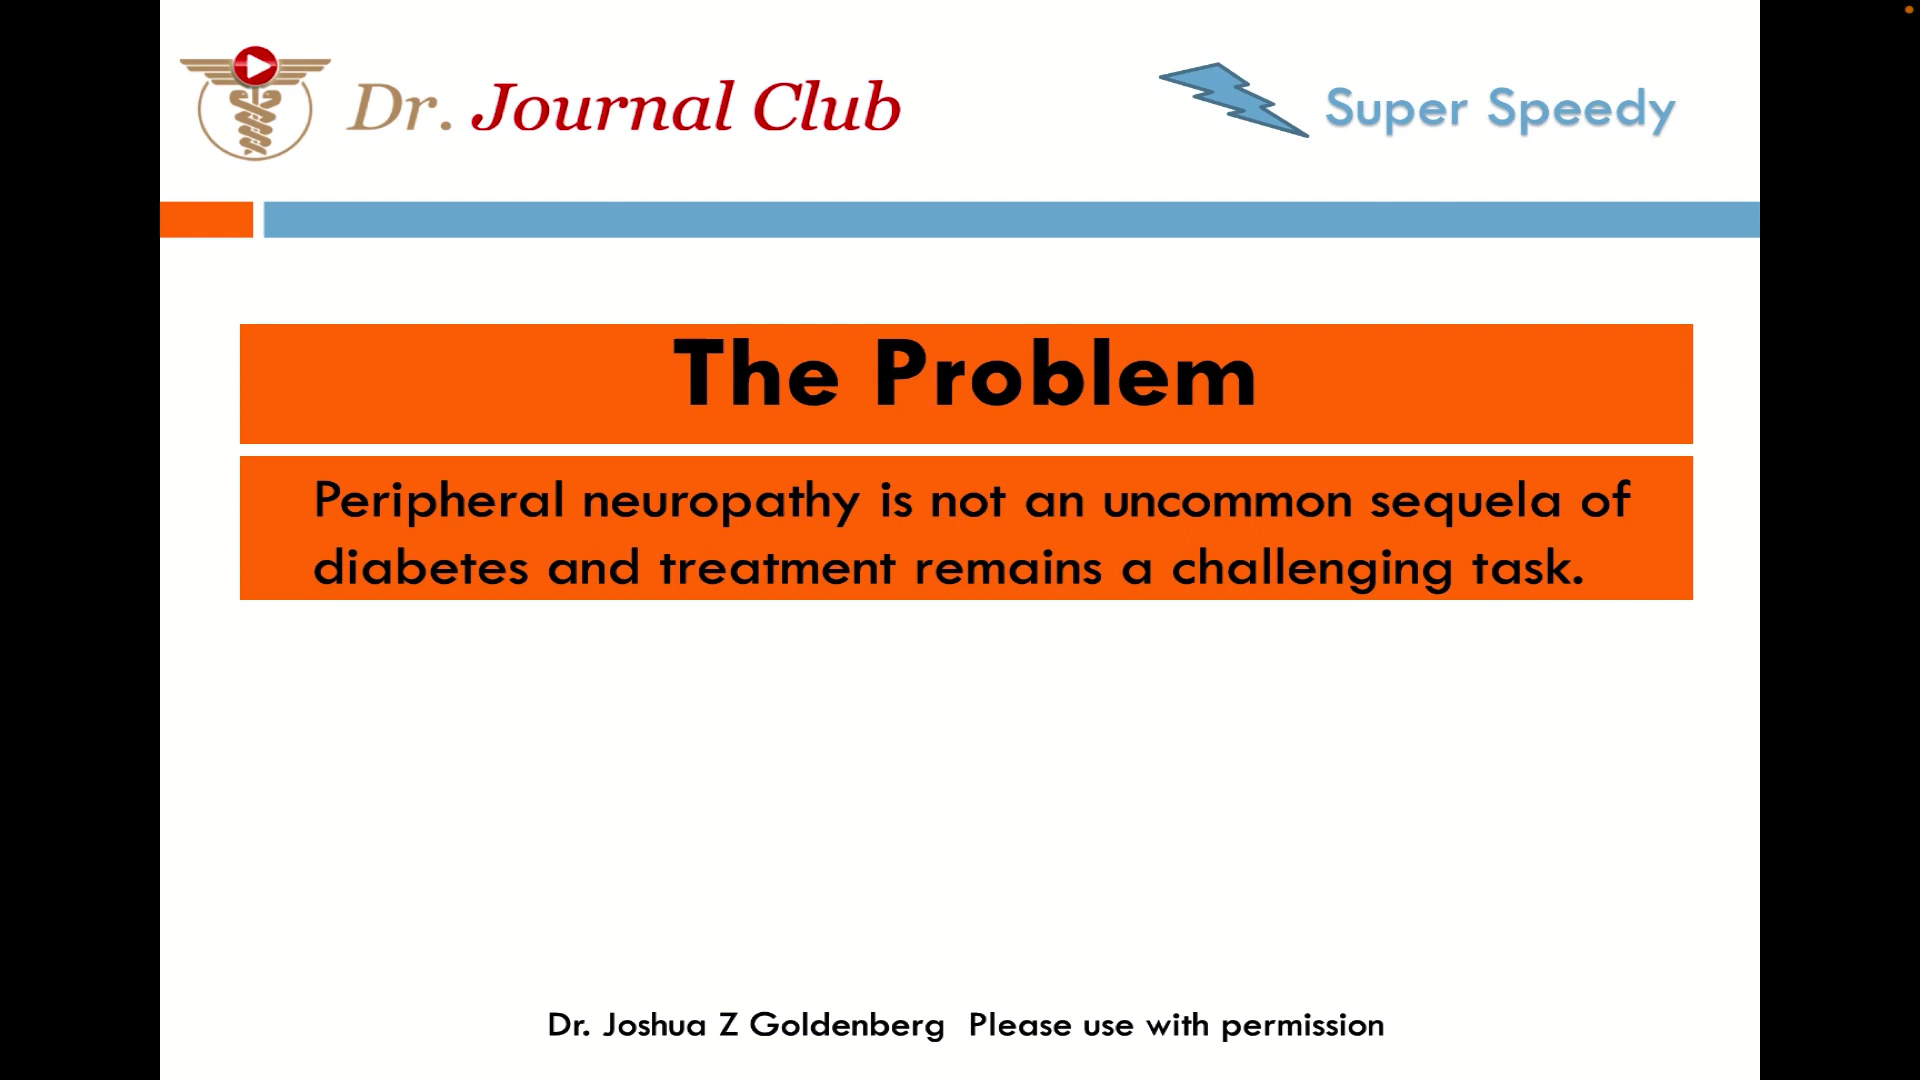 Dr. Journal Club
Super Speedy
The Problem
Peripheral neuropathy is not an uncommon sequela of
diabetes and treatment remains a challenging task.
Dr. Joshua Z Goldenberg  Please use with permission